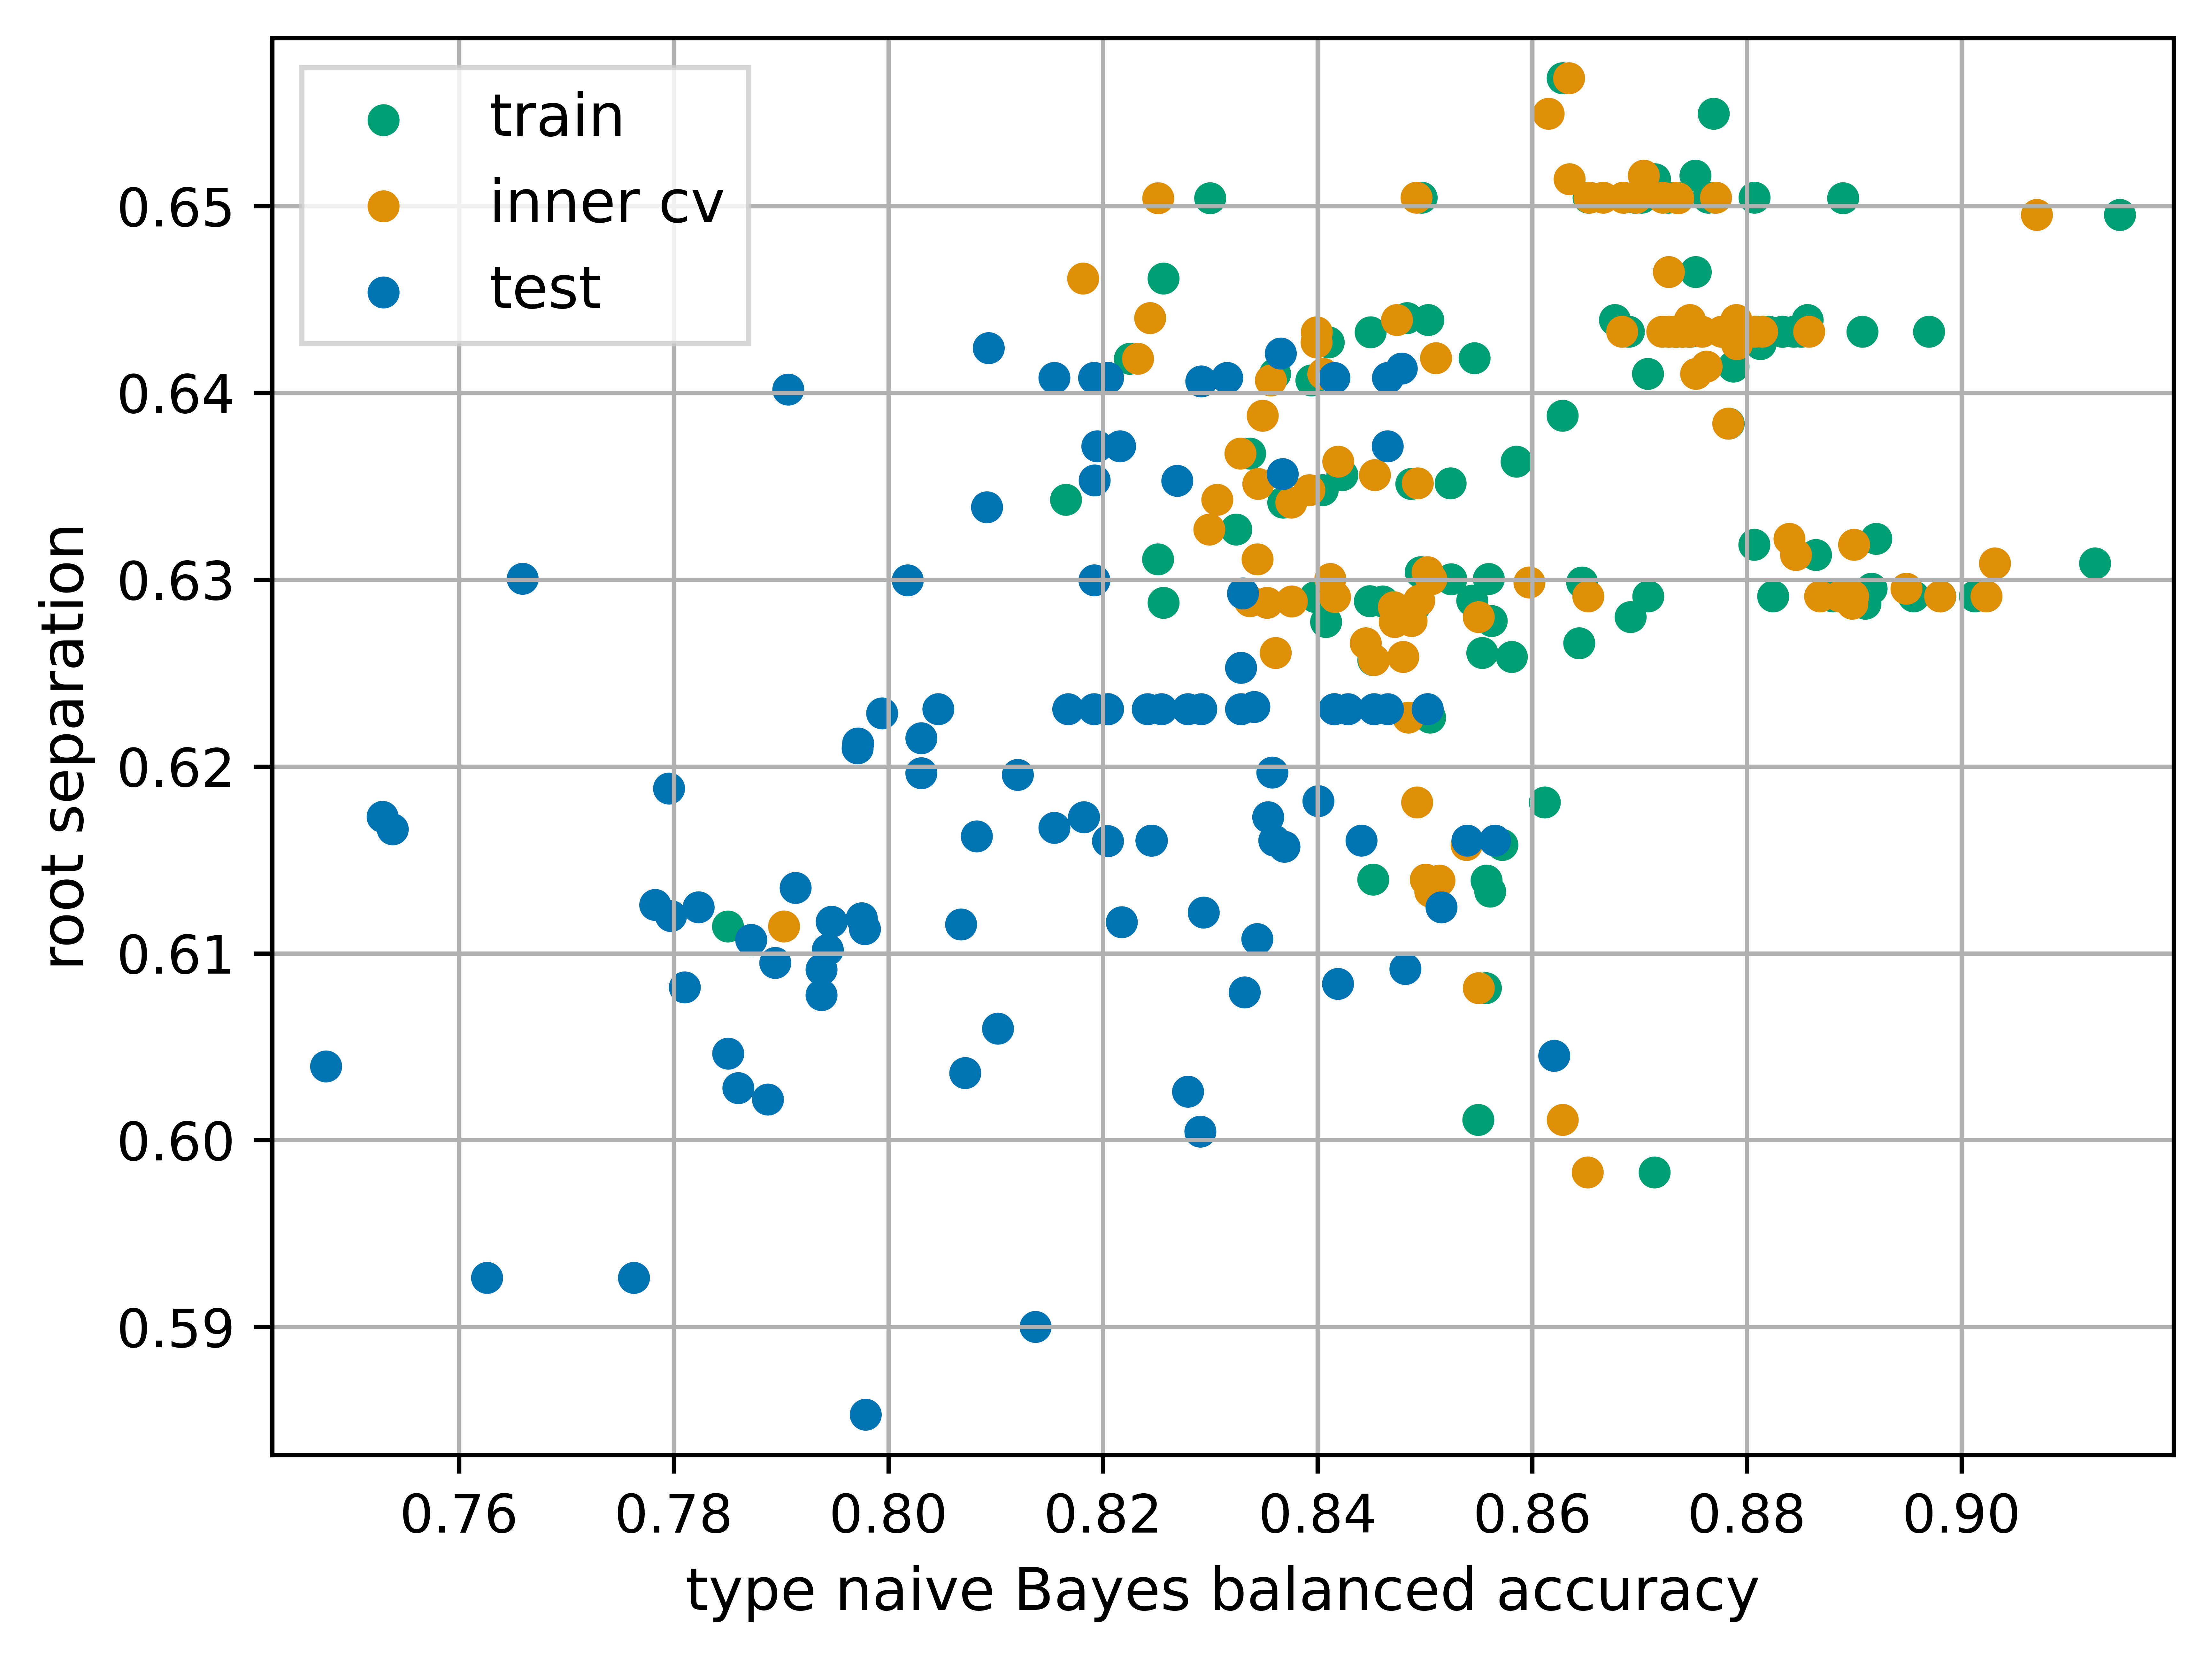 train
inner cv
test
0.65
0.64
0.63
0.62
0.61
0.60
0.59
root separation
0.76 0.78 0.80 0.82 0.84 0.86 0.88 0.90
type naive Bayes balanced accuracy